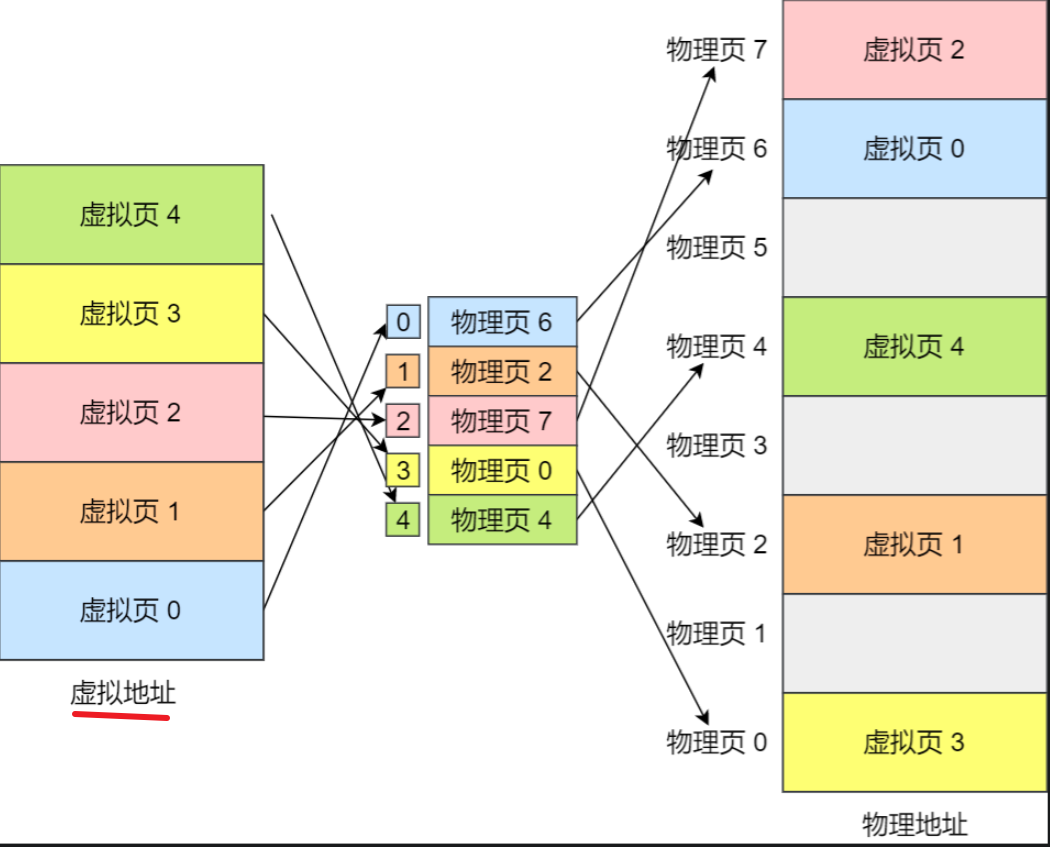 虚拟页 4
虚拟页 3
虚拟页 2
虚拟页 1
虚拟页 0
虚拟地址
0 物理页 6
1 物理页 2
2 物理页 7
3 物理页 0
4 物理页 4
物理页 7 虚拟页 2
物理页 6 虚拟页 0
物理页 5
物理页 4 虚拟页 4
物理页 3
物理页 2 虚拟页 1
物理页 1
物理页 0 虚拟页 3
物理地址